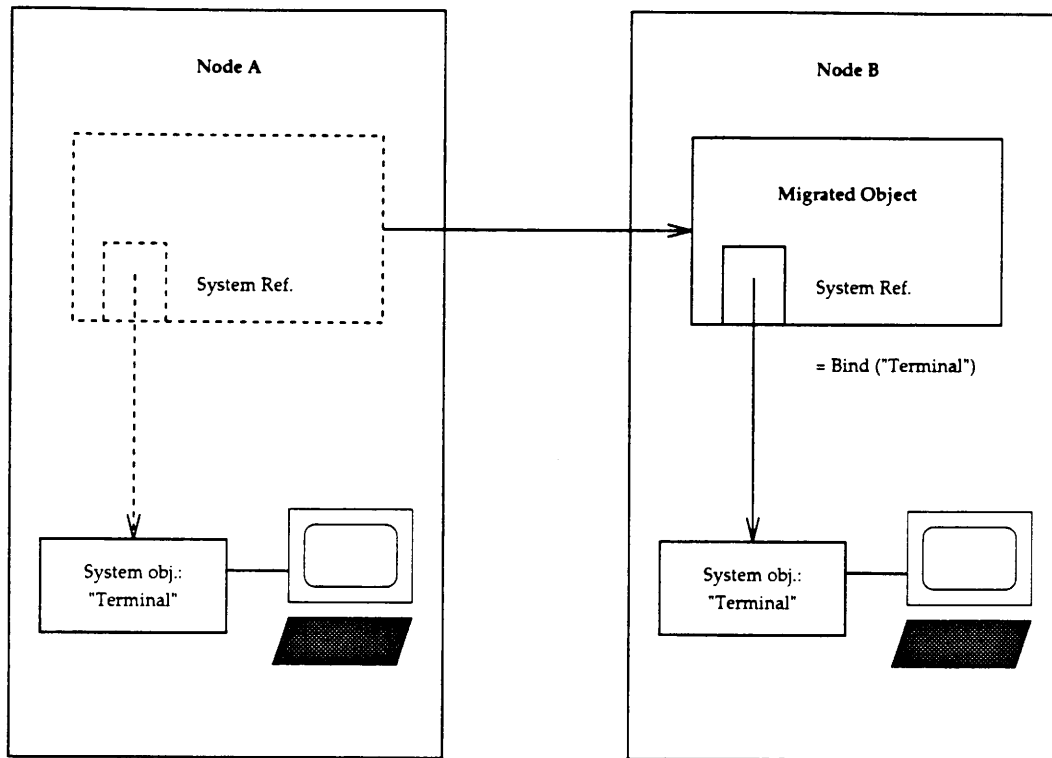 Node A
System Ref.
System obj.:
"Terminal"
Node B
Migrated Object
System Ref.
= Bind ("Terminal")
System obj.:
"Terminal"